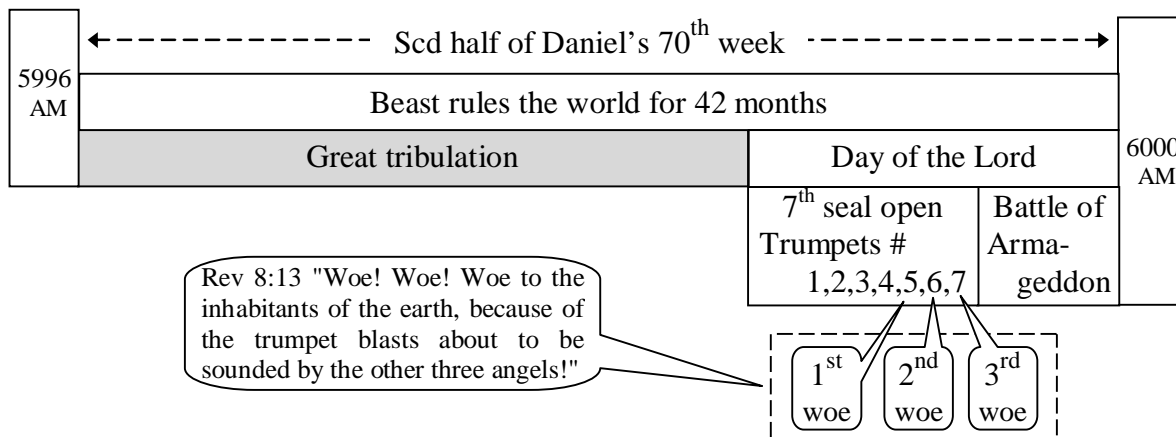 Scd half of Daniel's 70th week
5996
AM
Beast rules the world for 42 months
Great tribulation
Day of the Lord
6000
AM
7th seal open
Trumpets #
1,2,3,4,5,6,7
Battle of
Arma-
geddon
Rev 8:13 "Woe! Woe! Woe to the
inhabitants of the earth, because of
the trumpet blasts about to be
sounded by the other three angels!"
1st
woe
2nd
woe
3rd
woe